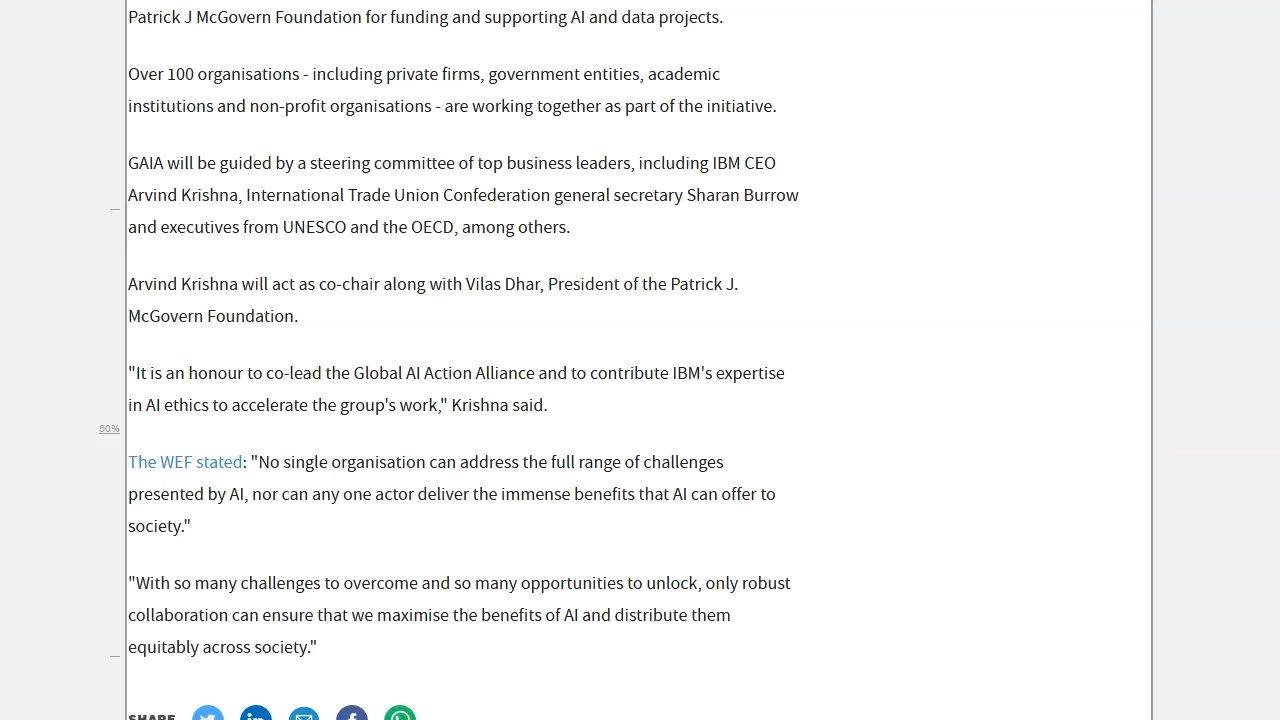 Patrick J McGovern Foundation for funding and supporting AI and data projects.
Over 100 organisations - including private firms, government entities, academic
institutions and non-profit organisations - are working together as part of the initiative.
GAIA will be guided by a steering committee of top business leaders, including IBM CEO
Arvind Krishna, International Trade Union Confederation general secretary Sharan Burrow
and executives from UNESCO and the OECD, among others.
Arvind Krishna will act as co-chair along with Vilas Dhar, President of the Patrick J.
McGovern Foundation.
"It is an honour to co-lead the Global AI Action Alliance and to contribute IBM's expertise
in AI ethics to accelerate the group's work," Krishna said.
50%
The WEF stated: "No single organisation can address the full range of challenges
presented by AI, nor can any one actor deliver the immense benefits that AI can offer to
society."
"With so many challenges to overcome and so many opportunities to unlock, only robust
collaboration can ensure that we maximise the benefits of AI and distribute them
equitably across society."
SHARE